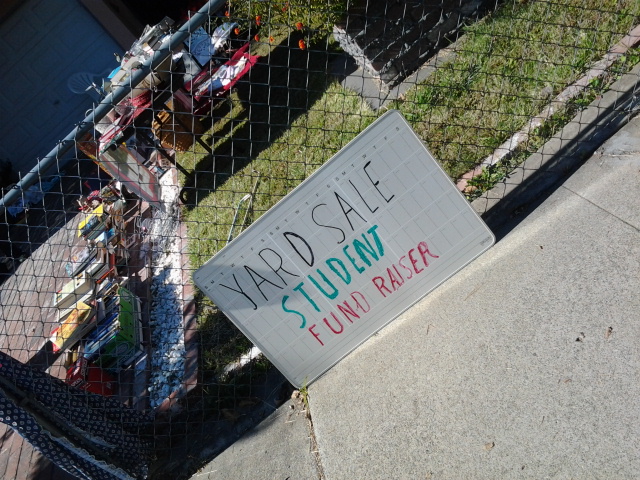 YARD SALE
STUDENT
FUND RAISER